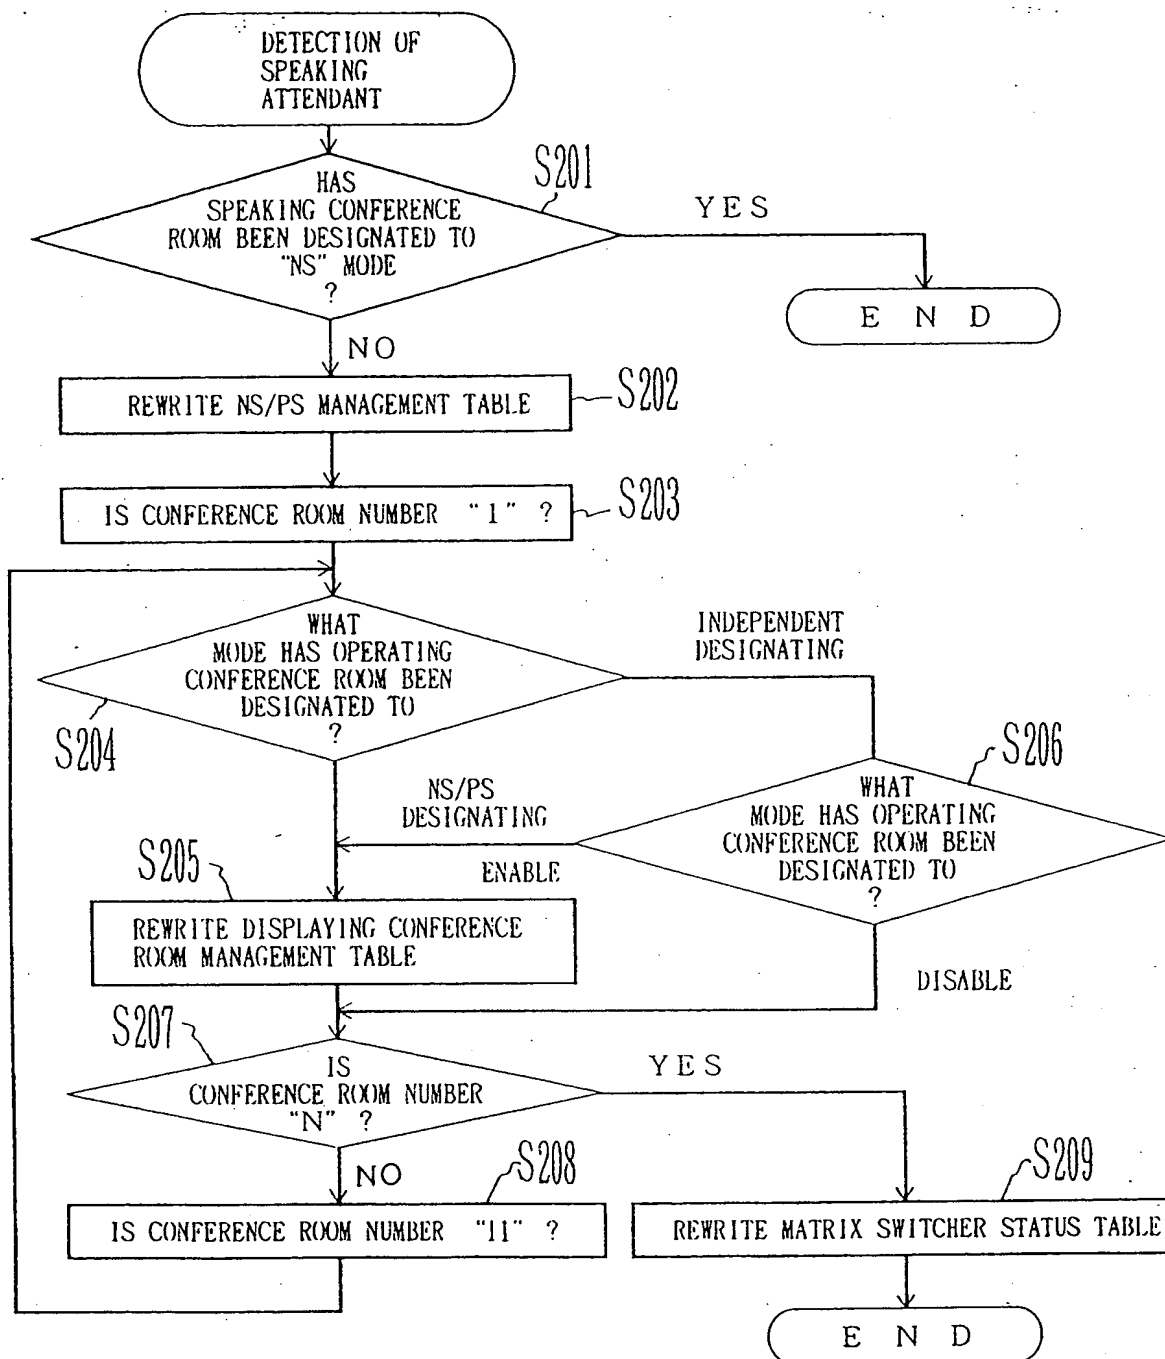 DETECTION OF
SPEAKING
ATTENDANT
S201
HAS
SPEAKING CONFERENCE
ROOM BEEN DESIGNATED TO
"NS" MODE
?
YES
E N D
NO
REWRITE NS/PS MANAGEMENT TABLE
S202
IS CONFERENCE ROOM NUMBER "1" ?
S203
WHAT
MODE HAS OPERATING
CONFERENCE ROOM BEEN
DESIGNATED TO
?
S204
INDEPENDENT
DESIGNATING
S206
WHAT
MODE HAS OPERATING
CONFERENCE ROOM BEEN
DESIGNATED TO
?
NS/PS
DESIGNATING
ENABLE
S205
REWRITE DISPLAYING CONFERENCE
ROOM MANAGEMENT TABLE
DISABLE
S207
IS
CONFERENCE ROOM NUMBER
"N" ?
YES
NO
S208
IS CONFERENCE ROOM NUMBER "11" ?
S209
REWRITE MATRIX SWITCHER STATUS TABLE
E N D